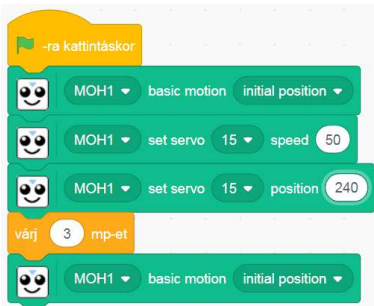 -ra kattintáskor
MOH1 basic motion initial position
MOH1 set servo 15 speed 50
MOH1 set servo 15 position 240
várj 3 mp-et
MOH1 basic motion initial position